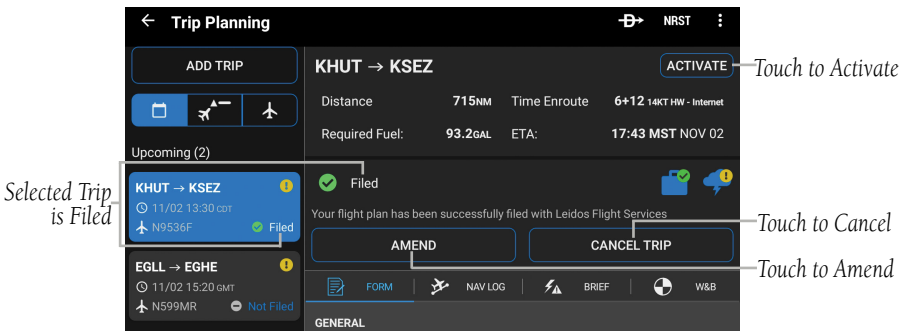 Trip Planning
NRST
ADD TRIP
KHUT → KSEZ
ACTIVATE
Touch to Activate
Distance 715NM Time Enroute 6+12 14KT HW - Internet
Required Fuel: 93.2GAL ETA: 17:43 MST NOV 02
Upcoming (2)
Selected Trip
is Filed
KHUT → KSEZ
11/02 13:30 CDT
N9536F Filed
Filed
Your flight plan has been successfully filed with Leidos Flight Services
AMEND
CANCEL TRIP
Touch to Cancel
Touch to Amend
EGLL → EGHE
11/02 15:20 GMT
N599MR Not Filed
FORM NAV LOG BRIEF W&B
GENERAL